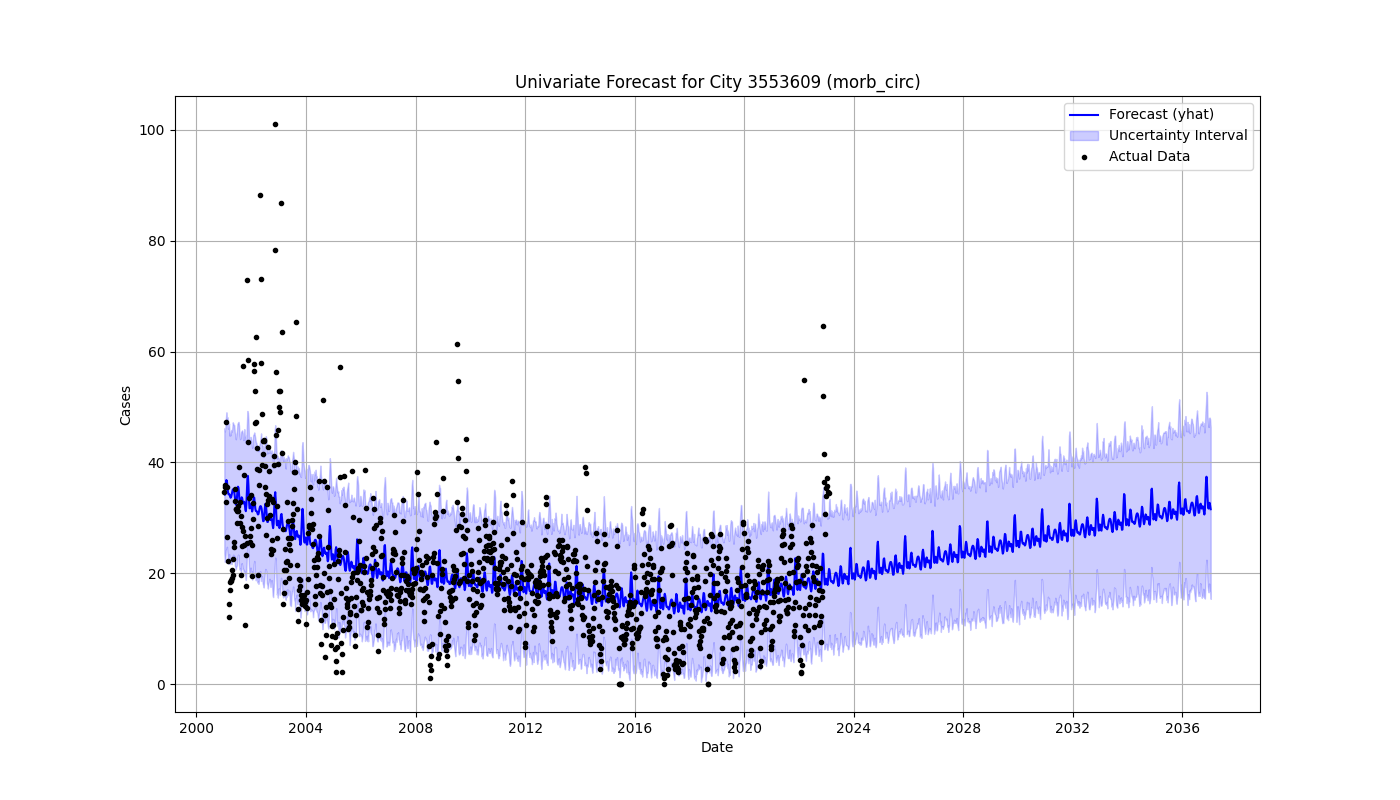 Univariate Forecast for City 3553609 (morb_circ)
Forecast (yhat)
Uncertainty Interval
Actual Data
Cases
100
80
60
40
20
0
2000 2004 2008 2012 2016 2020 2024 2028 2032 2036
Date